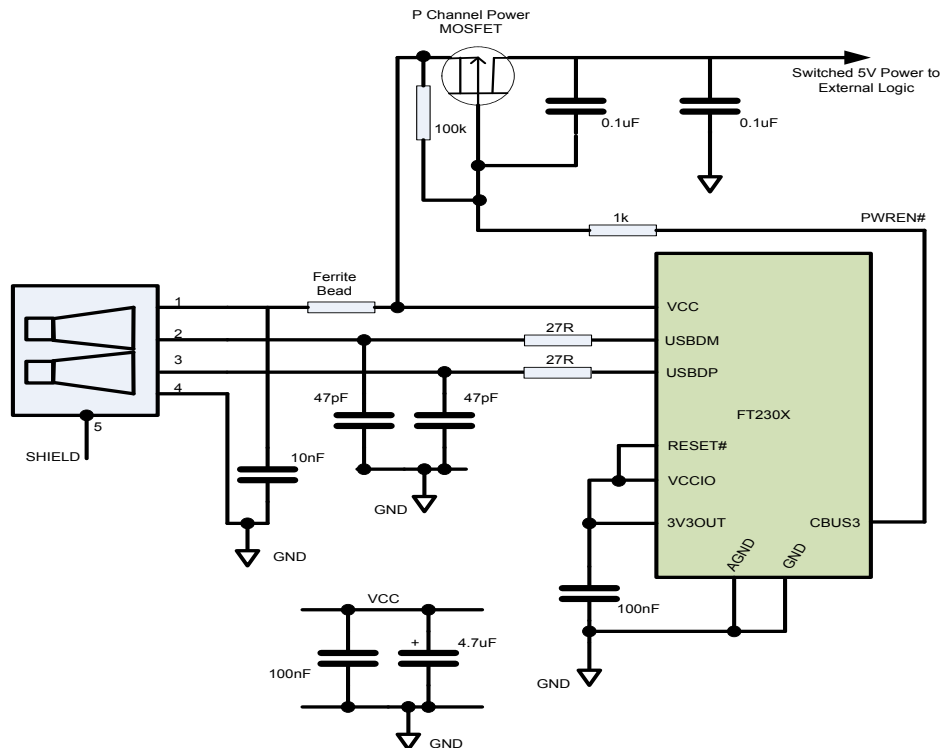 P Channel Power
MOSFET
Switched 5V Power to
External Logic
0.1uF
0.1uF
100k
1k
PWREN#
Ferrite
Bead
1
VCC
27R
2
USBDM
27R
3
USBDP
4
47pF
47pF
FT230X
5
SHIELD
RESET#
10nF
VCCIO
GND
3V3OUT
CBUS3
GND
AGND
GND
100nF
VCC
+
4.7uF
100nF
GND
GND